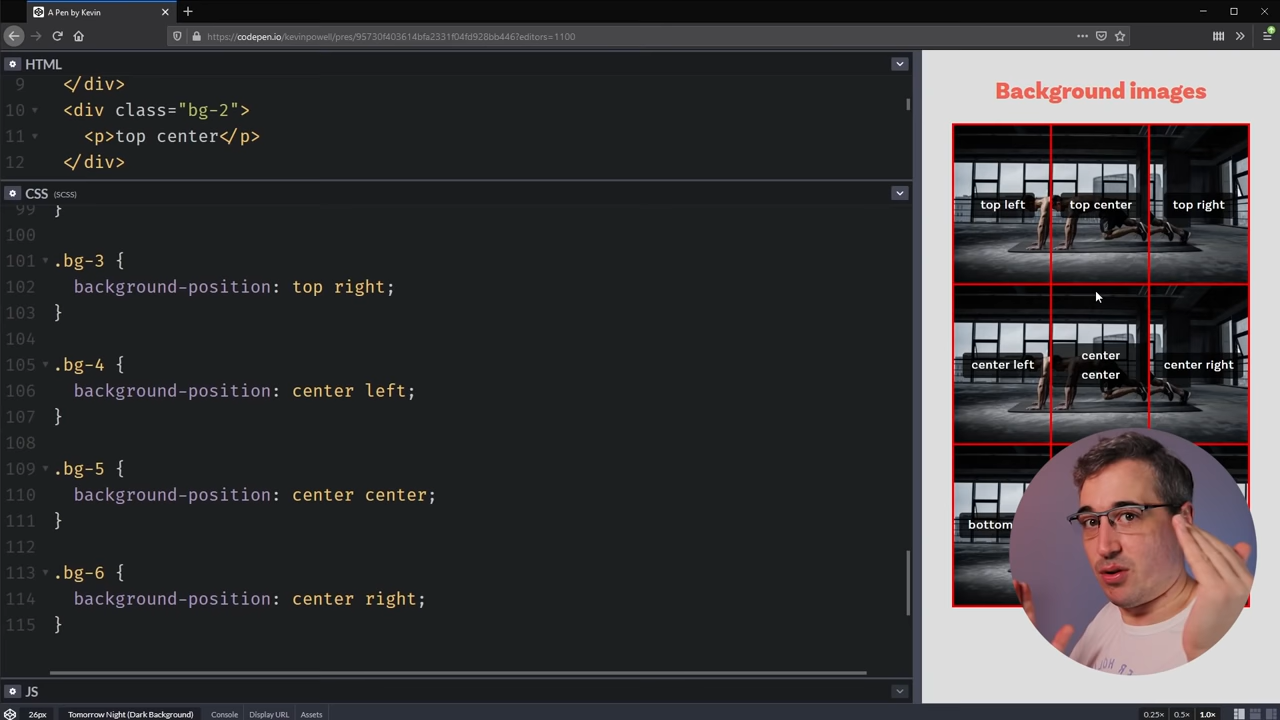 A Pen by Kevin
https://codepen.io/kevinpowell/pres/95730f403614bfa2331f04fd928bb446?editors=1100
HTML
9 </div>
10 <div class="bg-2">
11 <p>top center</p>
12 </div>
CSS (SCSS)
99 }
100
101 .bg-3 {
102 background-position: top right;
103 }
104
105 .bg-4 {
106 background-position: center left;
107 }
108
109 .bg-5 {
110 background-position: center center;
111 }
112
113 .bg-6 {
114 background-position: center right;
115 }
JS
26px Tomorrow Night (Dark Background) Console Display URL Assets
Background images
top left top center top right
center left center center center right
bottom
0.25× 0.5× 1.0×